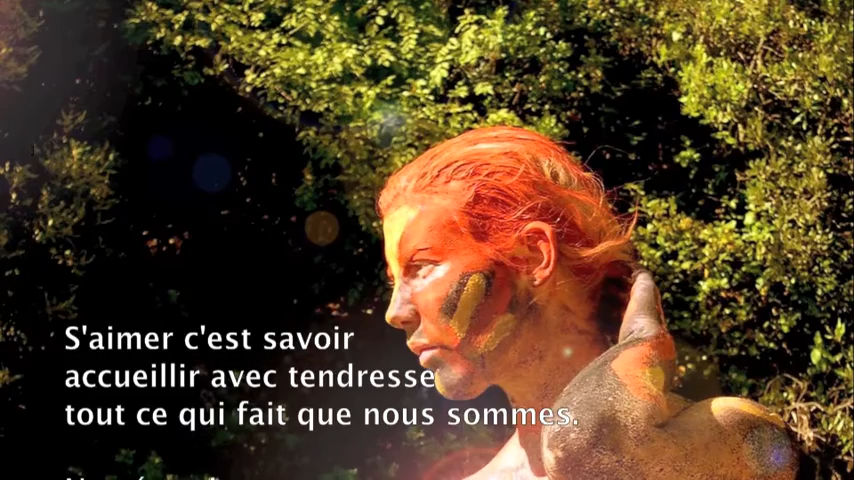 S'aimer c'est savoir
accueillir avec tendresse
tout ce qui fait que nous sommes.